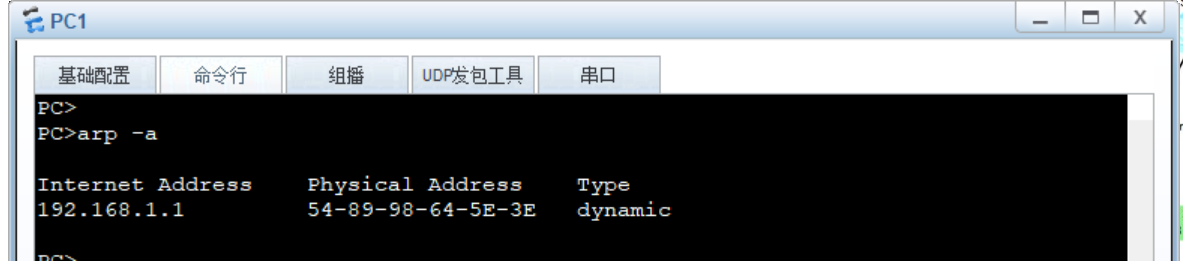 PC1
基础配置 命令行 组播 UDP发包工具 串口
PC>
PC>arp -a
Internet Address Physical Address Type
192.168.1.1 54-89-98-64-5E-3E dynamic
PC>